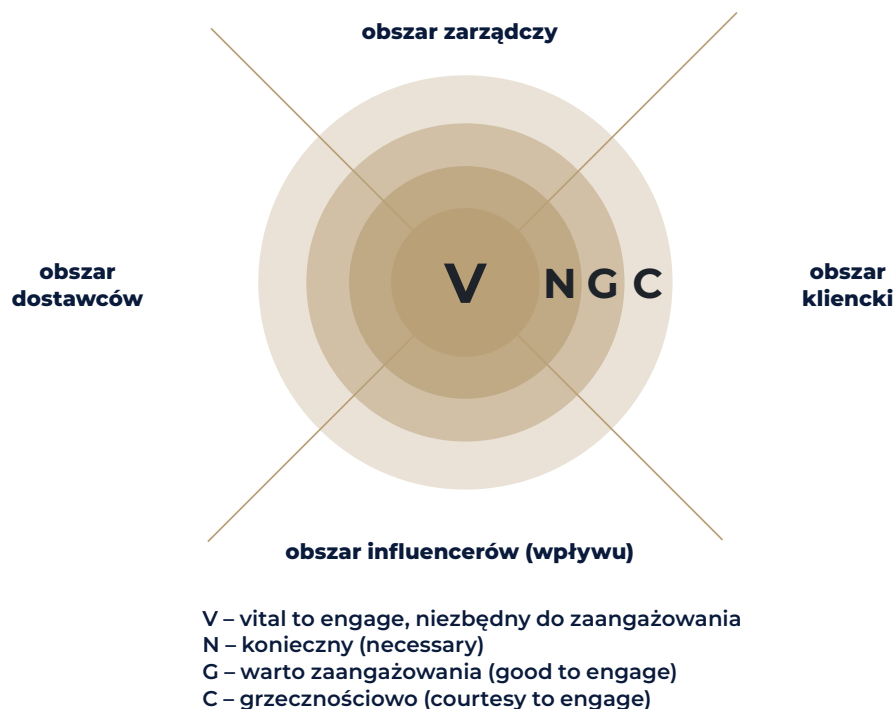 obszar zarządczy
obszar
dostawców
V N G C
obszar
kliencki
obszar influencerów (wpływu)
V – vital to engage, niezbędny do zaangażowania
N – konieczny (necessary)
G – warto zaangażowania (good to engage)
C – grzecznościowo (courtesy to engage)